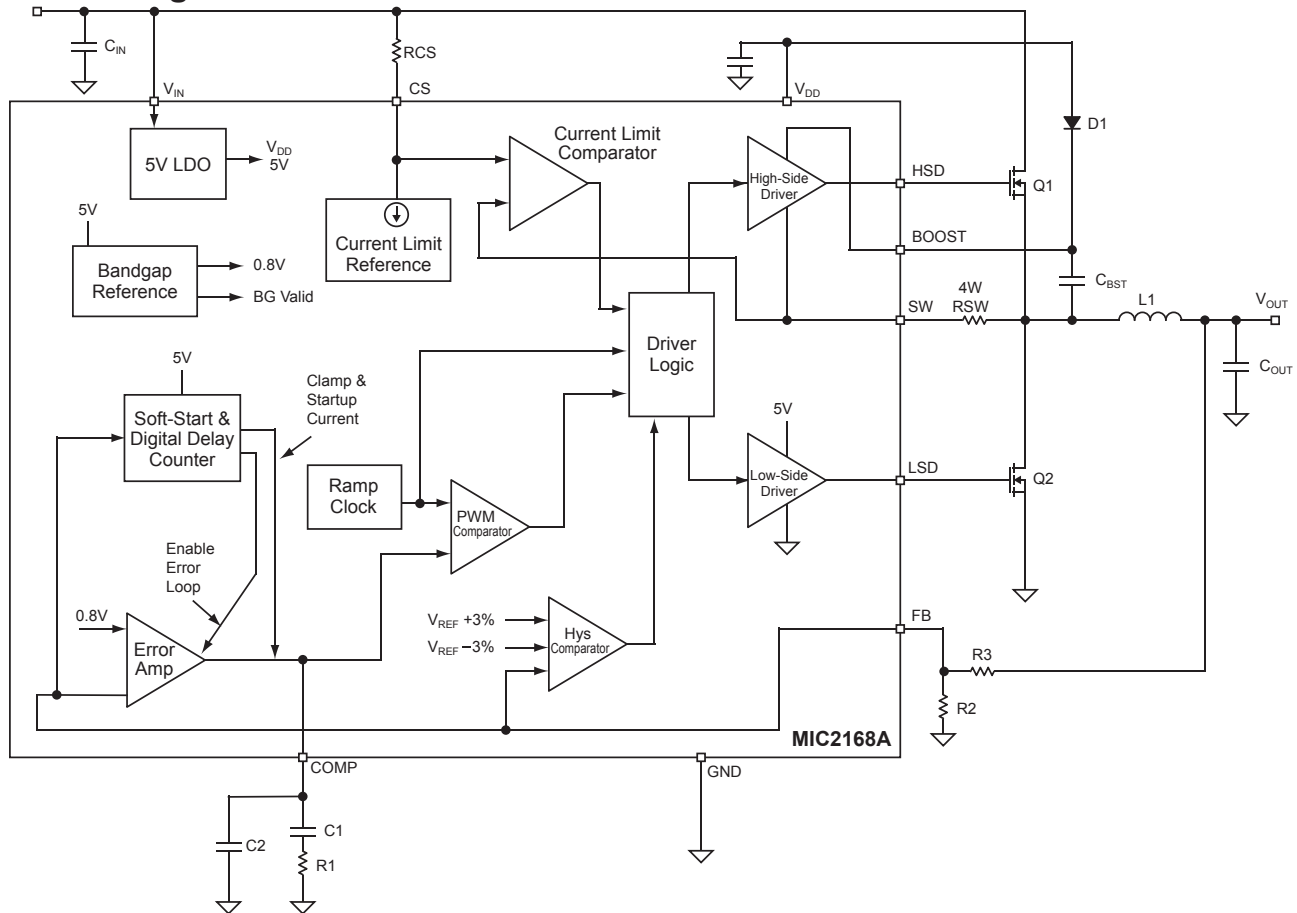 C_IN
RCS
V_IN
CS
V_DD
D1
5V LDO
V_DD
5V
Current Limit
Comparator
High-Side
Driver
HSD
Q1
Current Limit
Reference
5V
Bandgap
Reference
0.8V
BG Valid
BOOST
C_BST
4W
RSW
SW
L1
V_OUT
Driver
Logic
C_OUT
5V
Soft-Start &
Digital Delay
Counter
Clamp &
Startup
Current
5V
Low-Side
Driver
LSD
Q2
Ramp
Clock
PWM
Comparator
Enable
Error
Loop
0.8V
Error
Amp
V_REF +3%
V_REF −3%
Hys
Comparator
FB
R3
R2
MIC2168A
COMP
GND
C2
C1
R1